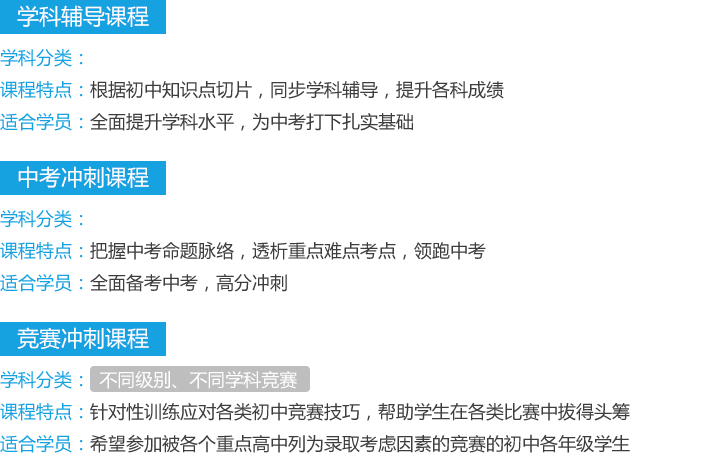 学科辅导课程
学科分类：
课程特点：根据初中知识点切片，同步学科辅导，提升各科成绩
适合学员：全面提升学科水平，为中考打下扎实基础
中考冲刺课程
学科分类：
课程特点：把握中考命题脉络，透析重点难点考点，领跑中考
适合学员：全面备考中考，高分冲刺
竞赛冲刺课程
学科分类：不同级别、不同学科竞赛
课程特点：针对性训练应对各类初中竞赛技巧，帮助学生在各类比赛中拔得头筹
适合学员：希望参加被各个重点高中列为录取考虑因素的竞赛的初中各年级学生